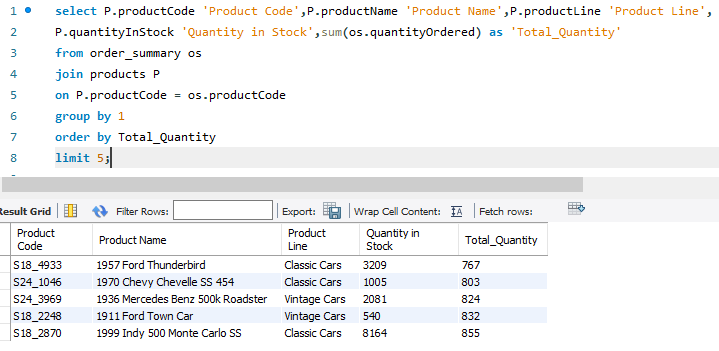 1 select P.productCode 'Product Code',P.productName 'Product Name',P.productLine 'Product Line',
2 P.quantityInStock 'Quantity in Stock',sum(os.quantityOrdered) as 'Total_Quantity'
3 from order_summary os
4 join products P
5 on P.productCode = os.productCode
6 group by 1
7 order by Total_Quantity
8 limit 5;
Result Grid Filter Rows: Export: Wrap Cell Content: Fetch rows:
Product Code Product Name Product Line Quantity in Stock Total_Quantity
S18_4933 1957 Ford Thunderbird Classic Cars 3209 767
S24_1046 1970 Chevy Chevelle SS 454 Classic Cars 1005 803
S24_3969 1936 Mercedes Benz 500k Roadster Vintage Cars 2081 824
S18_2248 1911 Ford Town Car Vintage Cars 540 832
S18_2870 1999 Indy 500 Monte Carlo SS Classic Cars 8164 855